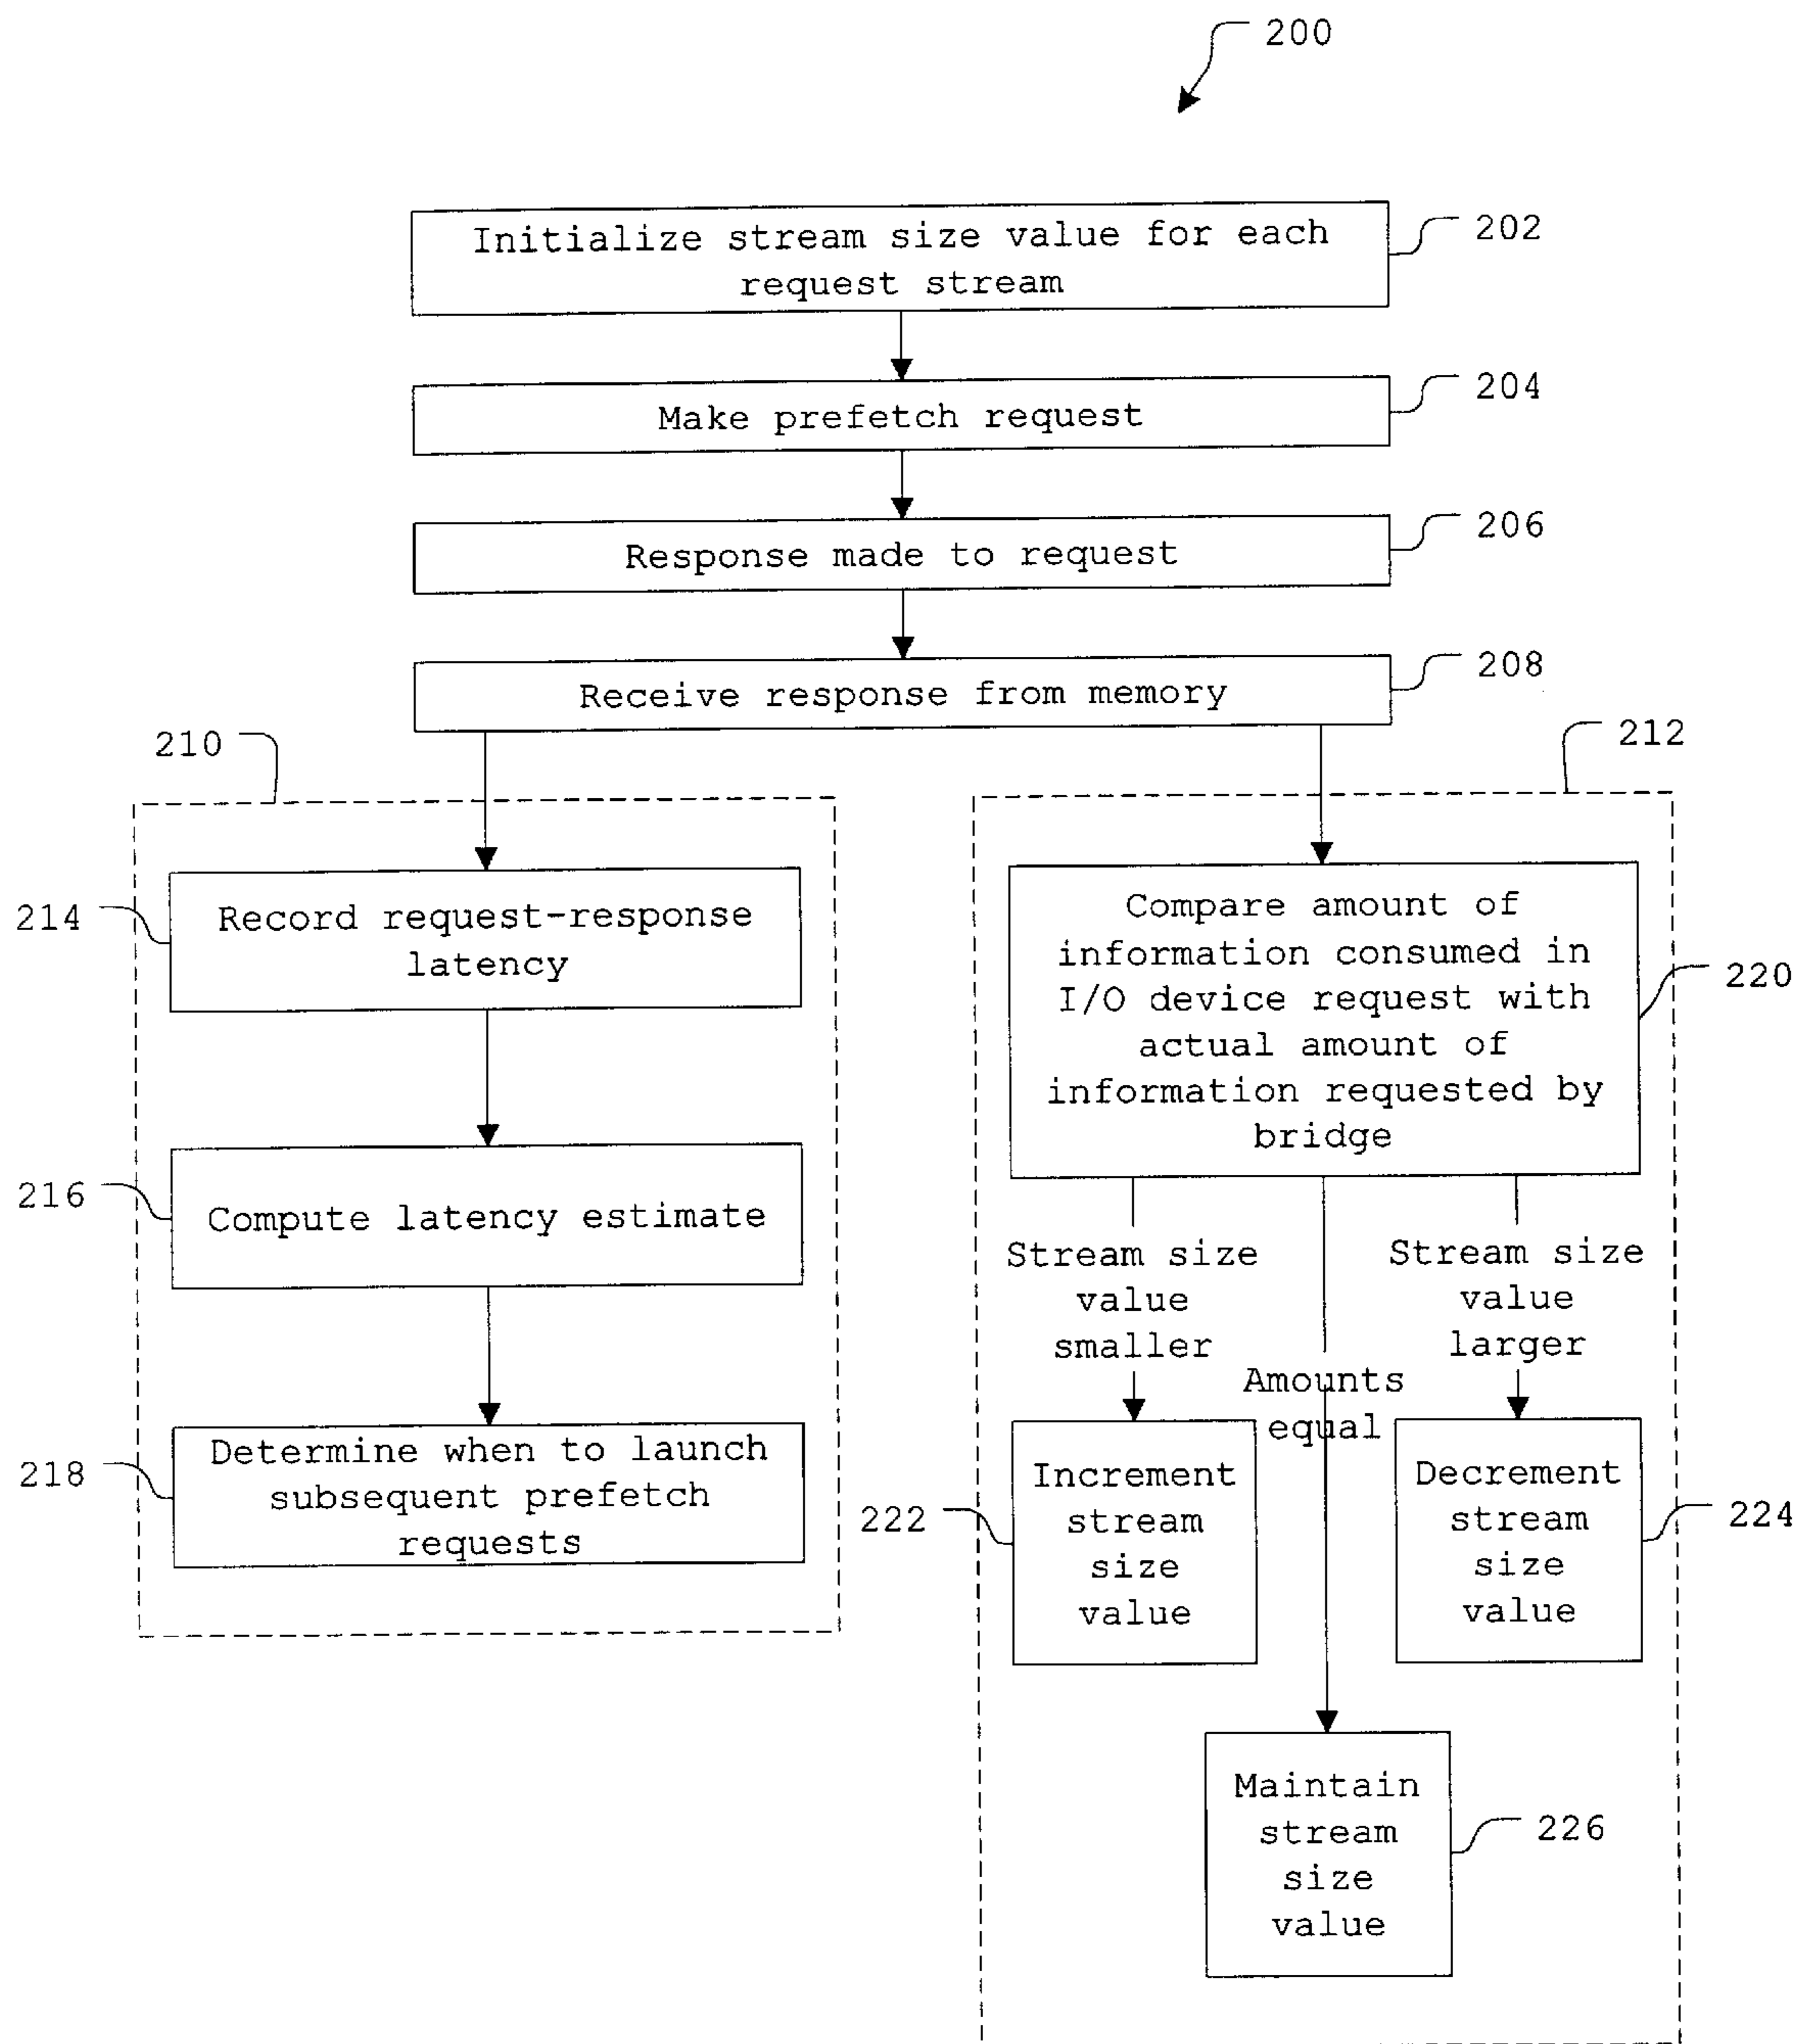 200
Initialize stream size value for each
request stream
202
Make prefetch request
204
Response made to request
206
Receive response from memory
208
210
212
214
Record request-response
latency
216
Compute latency estimate
218
Determine when to launch
subsequent prefetch
requests
Compare amount of
information consumed in
I/O device request with
actual amount of
information requested by
bridge
220
Stream size
value
smaller
Amounts
equal
Stream size
value
larger
222
Increment
stream
size
value
Decrement
stream
size
value
224
Maintain
stream
size
value
226